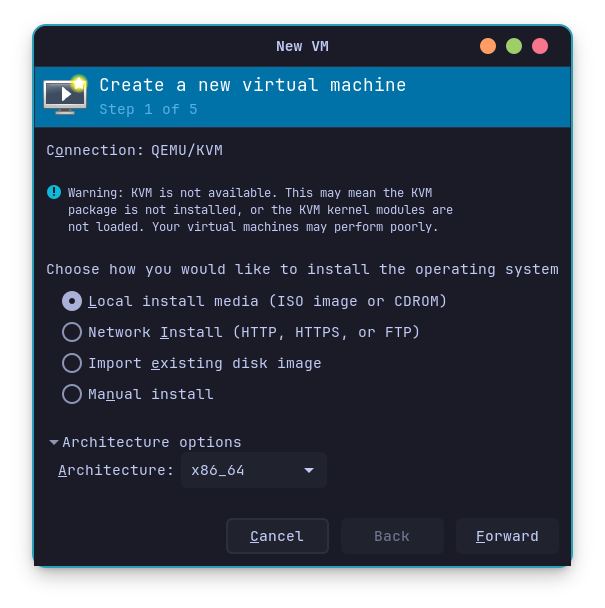 New VM
Create a new virtual machine
Step 1 of 5
Connection: QEMU/KVM
Warning: KVM is not available. This may mean the KVM
package is not installed, or the KVM kernel modules are
not loaded. Your virtual machines may perform poorly.
Choose how you would like to install the operating system
Local install media (ISO image or CDROM)
Network Install (HTTP, HTTPS, or FTP)
Import existing disk image
Manual install
Architecture options
Architecture: x86_64
Cancel Back Forward